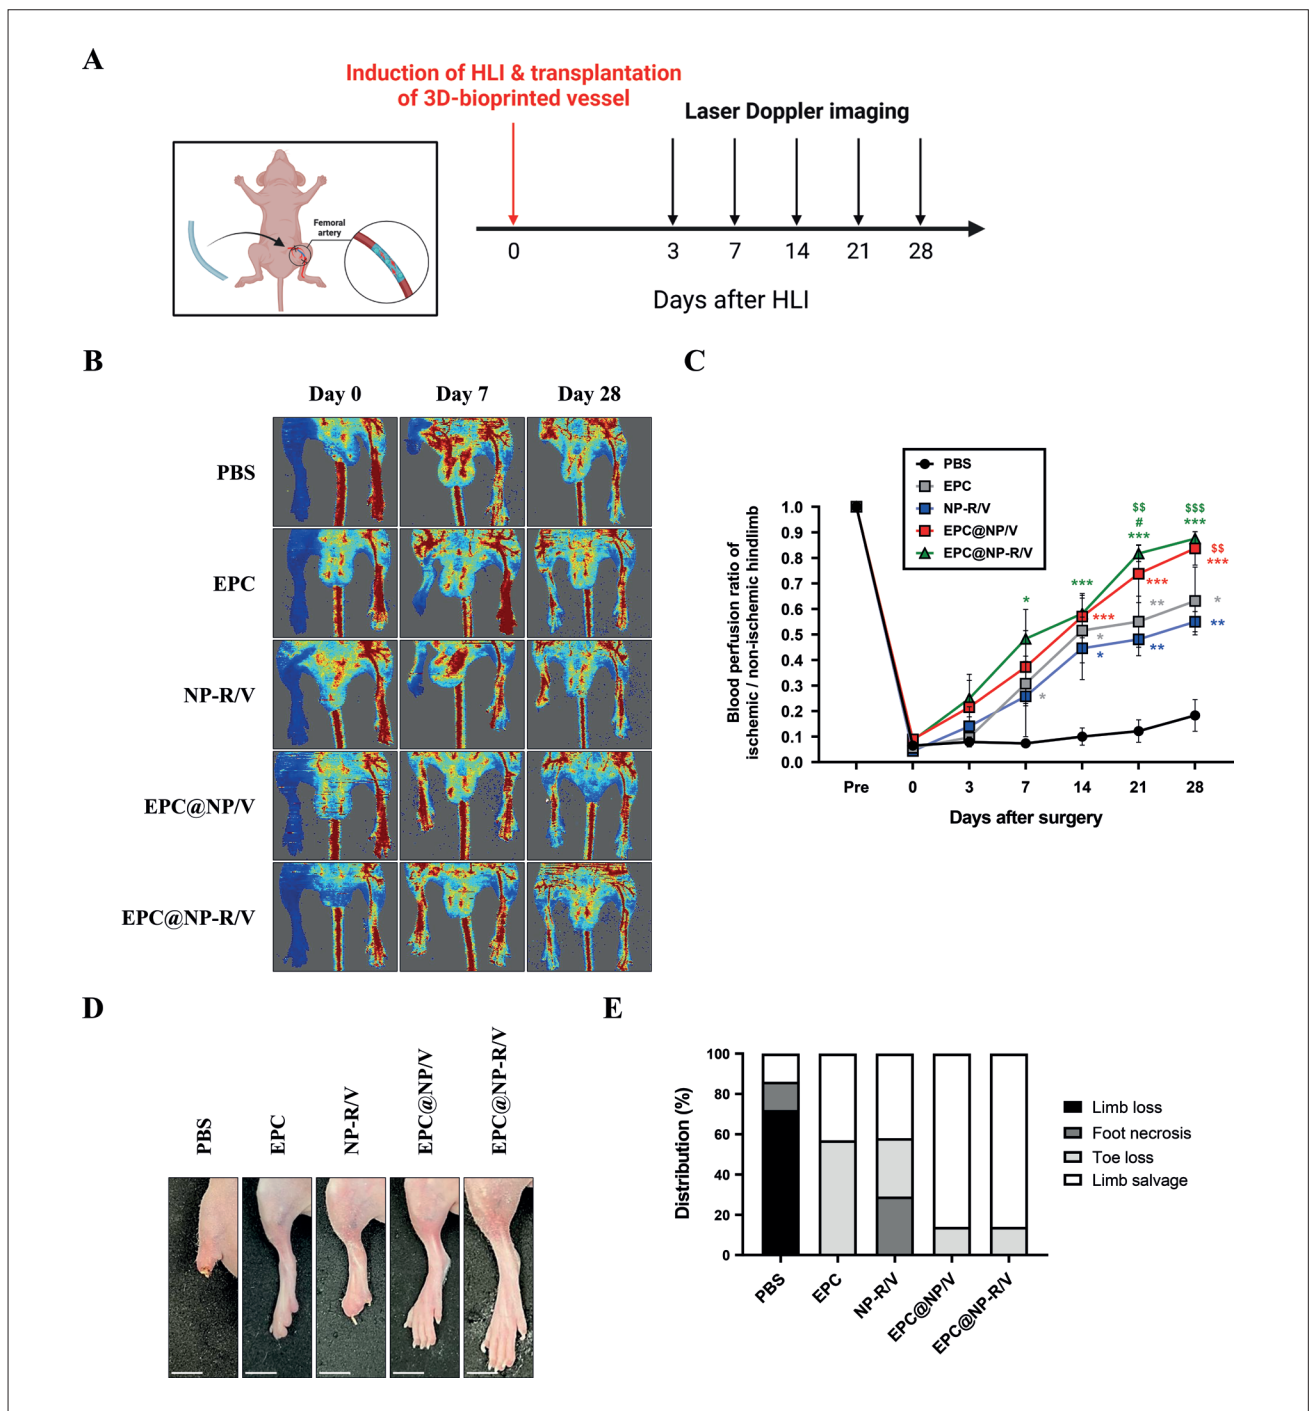 A
Induction of HLI & transplantation
of 3D-bioprinted vessel
Laser Doppler imaging
Femoral
artery
0 3 7 14 21 28
Days after HLI
B
Day 0 Day 7 Day 28
PBS
EPC
NP-R/V
EPC@NP/V
EPC@NP-R/V
C
PBS
EPC
NP-R/V
EPC@NP/V
EPC@NP-R/V
Blood perfusion ratio of
ischemic / non-ischemic hindlimb
1.0
0.9
0.8
0.7
0.6
0.5
0.4
0.3
0.2
0.1
0.0
*
***
***
*
*
*
$$
#
***
***
**
**
$$$
***
$$
***
*
**
Pre 0 3 7 14 21 28
Days after surgery
D
PBS
EPC
NP-R/V
EPC@NP/V
EPC@NP-R/V
E
Distribution (%)
100
80
60
40
20
0
PBS
EPC
NP-R/V
EPC@NP/V
EPC@NP-R/V
Limb loss
Foot necrosis
Toe loss
Limb salvage